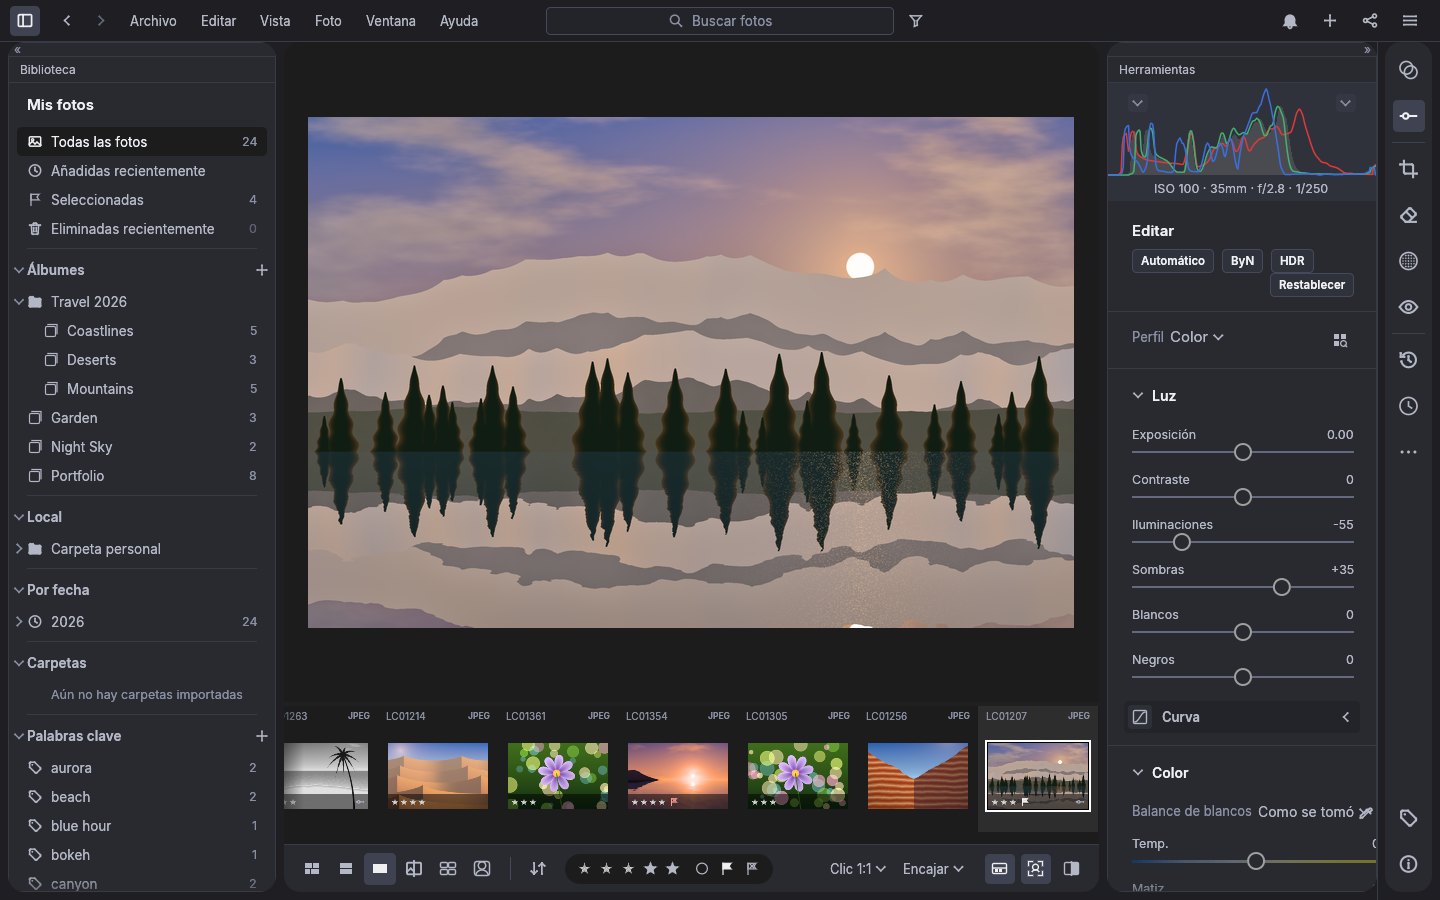 Archivo Editar Vista Foto Ventana Ayuda
Buscar fotos
Biblioteca
Mis fotos
Todas las fotos 24
Añadidas recientemente
Seleccionadas 4
Eliminadas recientemente 0
Álbumes
Travel 2026
Coastlines 5
Deserts 3
Mountains 5
Garden 3
Night Sky 2
Portfolio 8
Local
Carpeta personal
Por fecha
2026 24
Carpetas
Aún no hay carpetas importadas
Palabras clave
aurora 2
beach 2
blue hour 1
bokeh 1
canyon 2
JPEG LC01214 JPEG LC01361 JPEG LC01354 JPEG LC01305 JPEG LC01256 JPEG LC01207 JPEG
Clic 1:1 Encajar
Herramientas
ISO 100 · 35mm · f/2.8 · 1/250
Editar
Automático ByN HDR
Restablecer
Perfil Color
Luz
Exposición 0.00
Contraste 0
Iluminaciones -55
Sombras +35
Blancos 0
Negros 0
Curva
Color
Balance de blancos Como se tomó
Temp.
Matiz